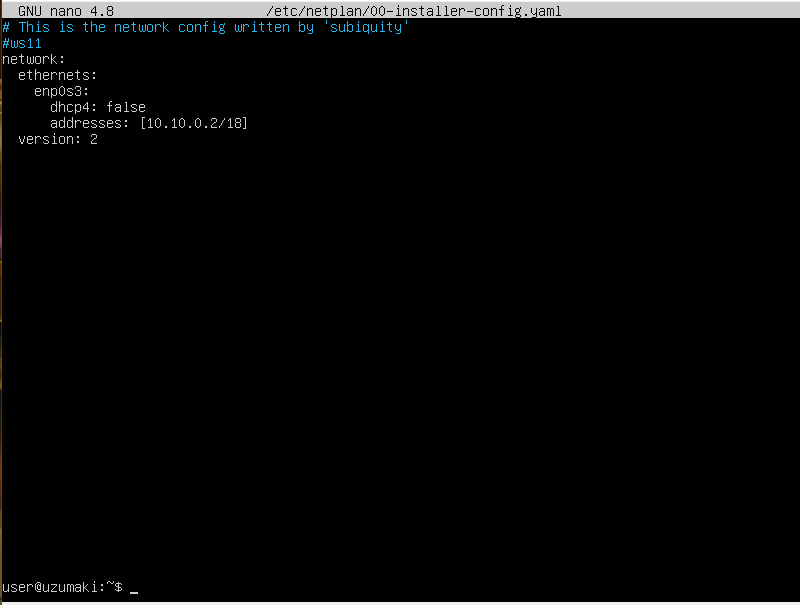 GNU nano 4.8 /etc/netplan/00-installer-config.yaml
# This is the network config written by 'subiquity'
#ws11
network:
  ethernets:
    enp0s3:
      dhcp4: false
      addresses: [10.10.0.2/18]
  version: 2
user@uzumaki:~$ _